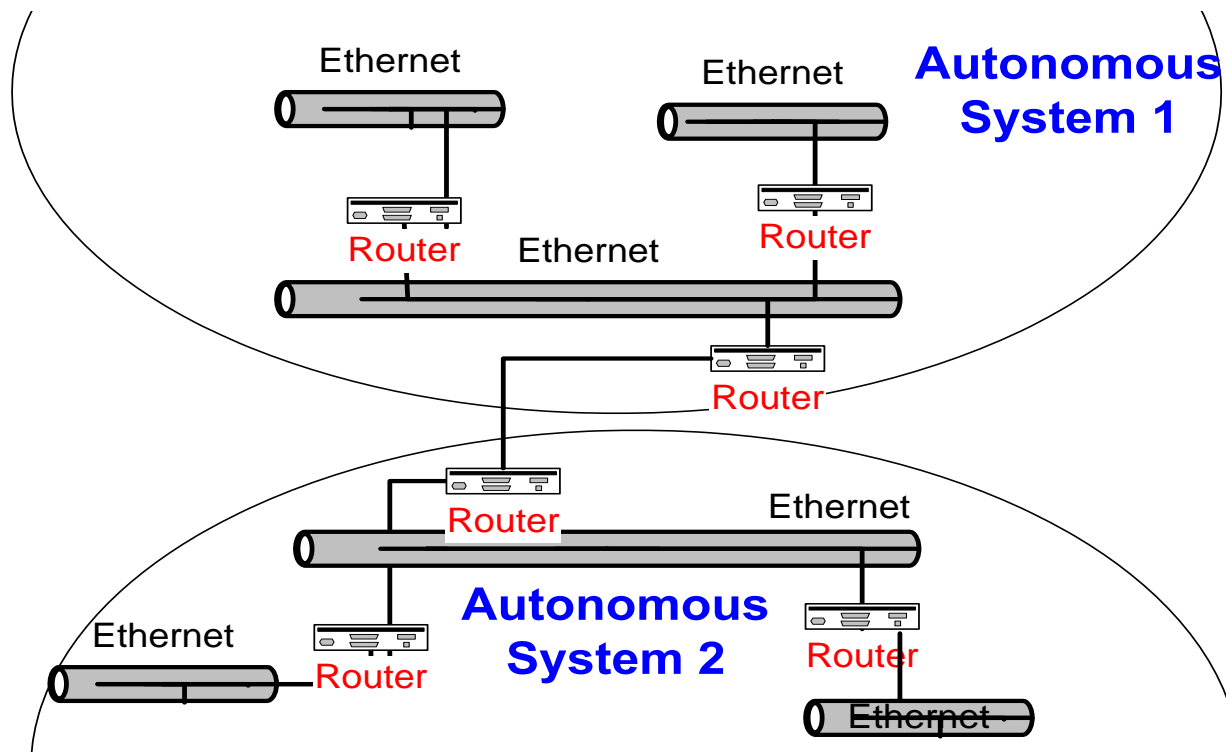 Ethernet
Ethernet
Autonomous
System 1
Router
Ethernet
Router
Router
Router
Ethernet
Autonomous
System 2
Ethernet
Router
Router
Ethernet